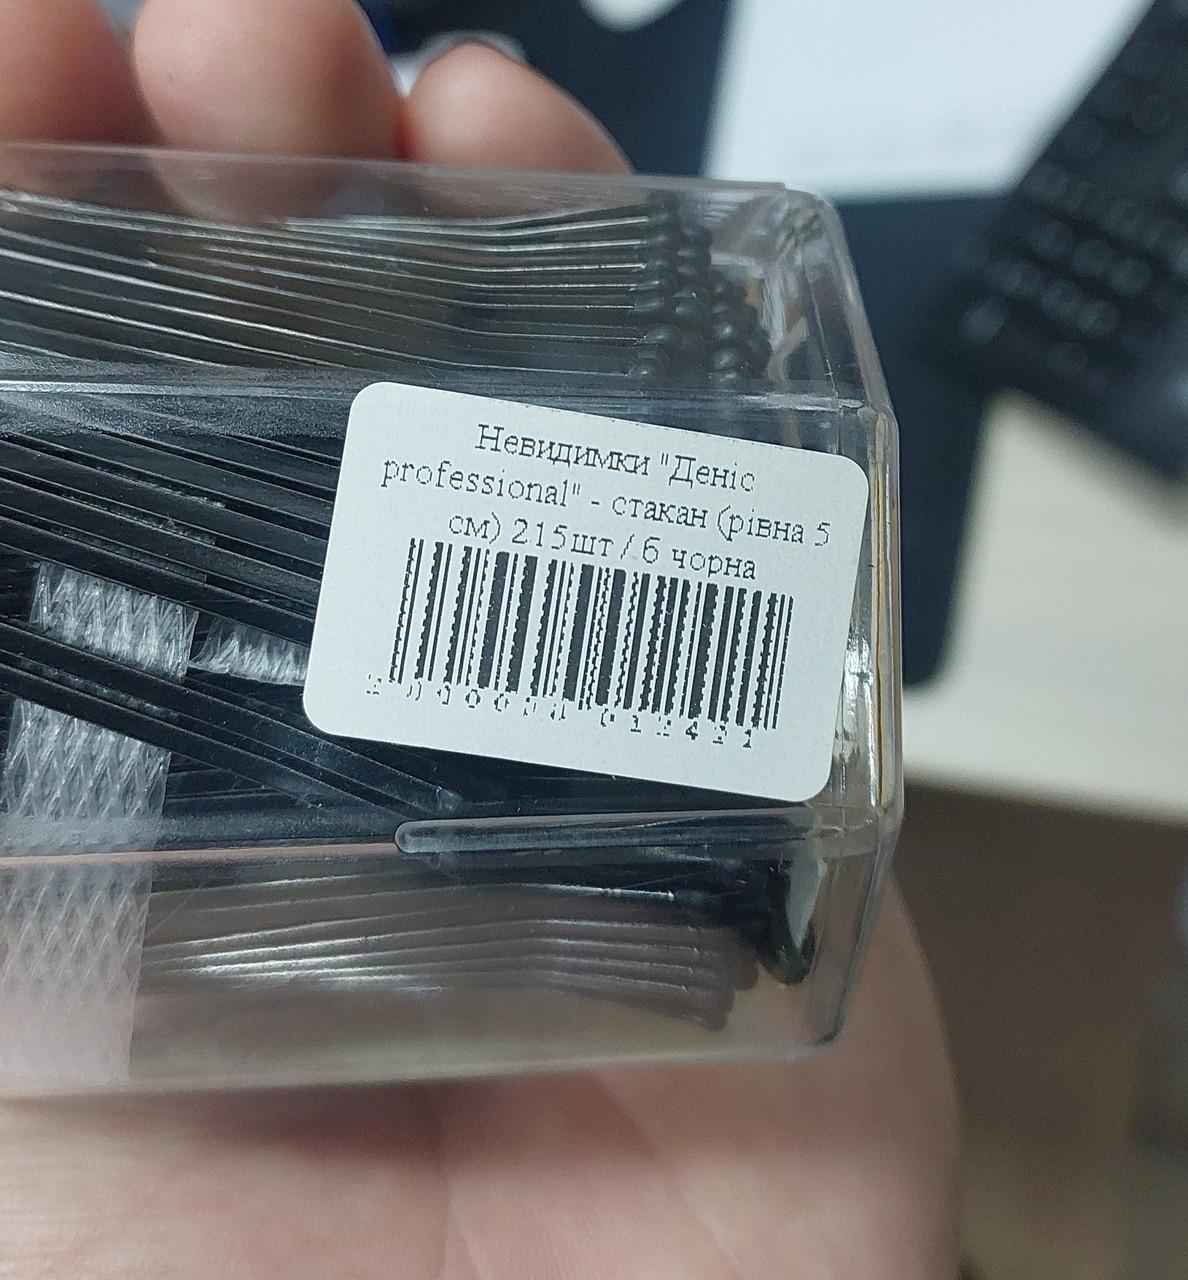 Невидимки "Деніс
professional" - стакан (рівна 5
см) 215шт / 6 чорна